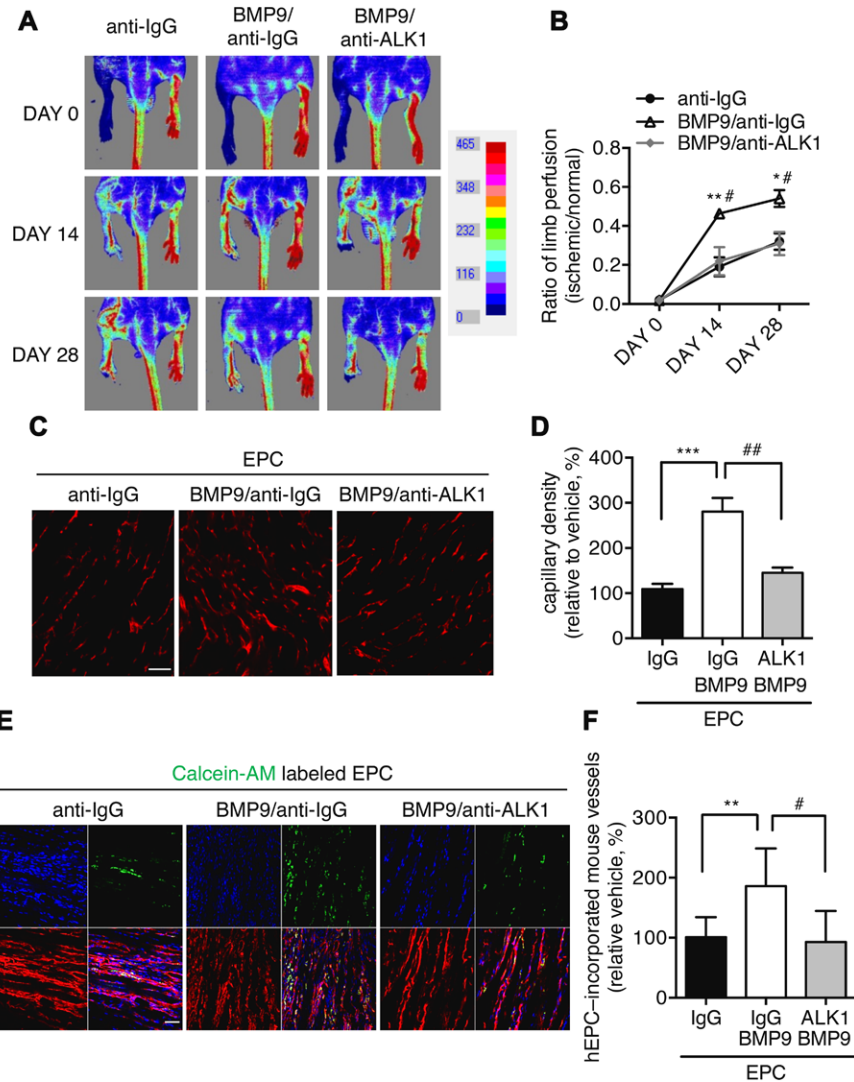 A
anti-IgG
BMP9/
anti-IgG
BMP9/
anti-ALK1
DAY 0
DAY 14
DAY 28
465
348
232
116
0
B
anti-IgG
BMP9/anti-IgG
BMP9/anti-ALK1
Ratio of limb perfusion
(ischemic/normal)
0.8
0.6
0.4
0.2
0.0
**#
*#
DAY 0
DAY 14
DAY 28
C
EPC
anti-IgG
BMP9/anti-IgG
BMP9/anti-ALK1
D
capillary density
(relative to vehicle, %)
400
300
200
100
0
***
##
IgG
IgG
BMP9
ALK1
BMP9
EPC
E
Calcein-AM labeled EPC
anti-IgG
BMP9/anti-IgG
BMP9/anti-ALK1
F
hEPC–incorporated mouse vessels
(relative vehicle, %)
300
200
100
0
**
#
IgG
IgG
BMP9
ALK1
BMP9
EPC